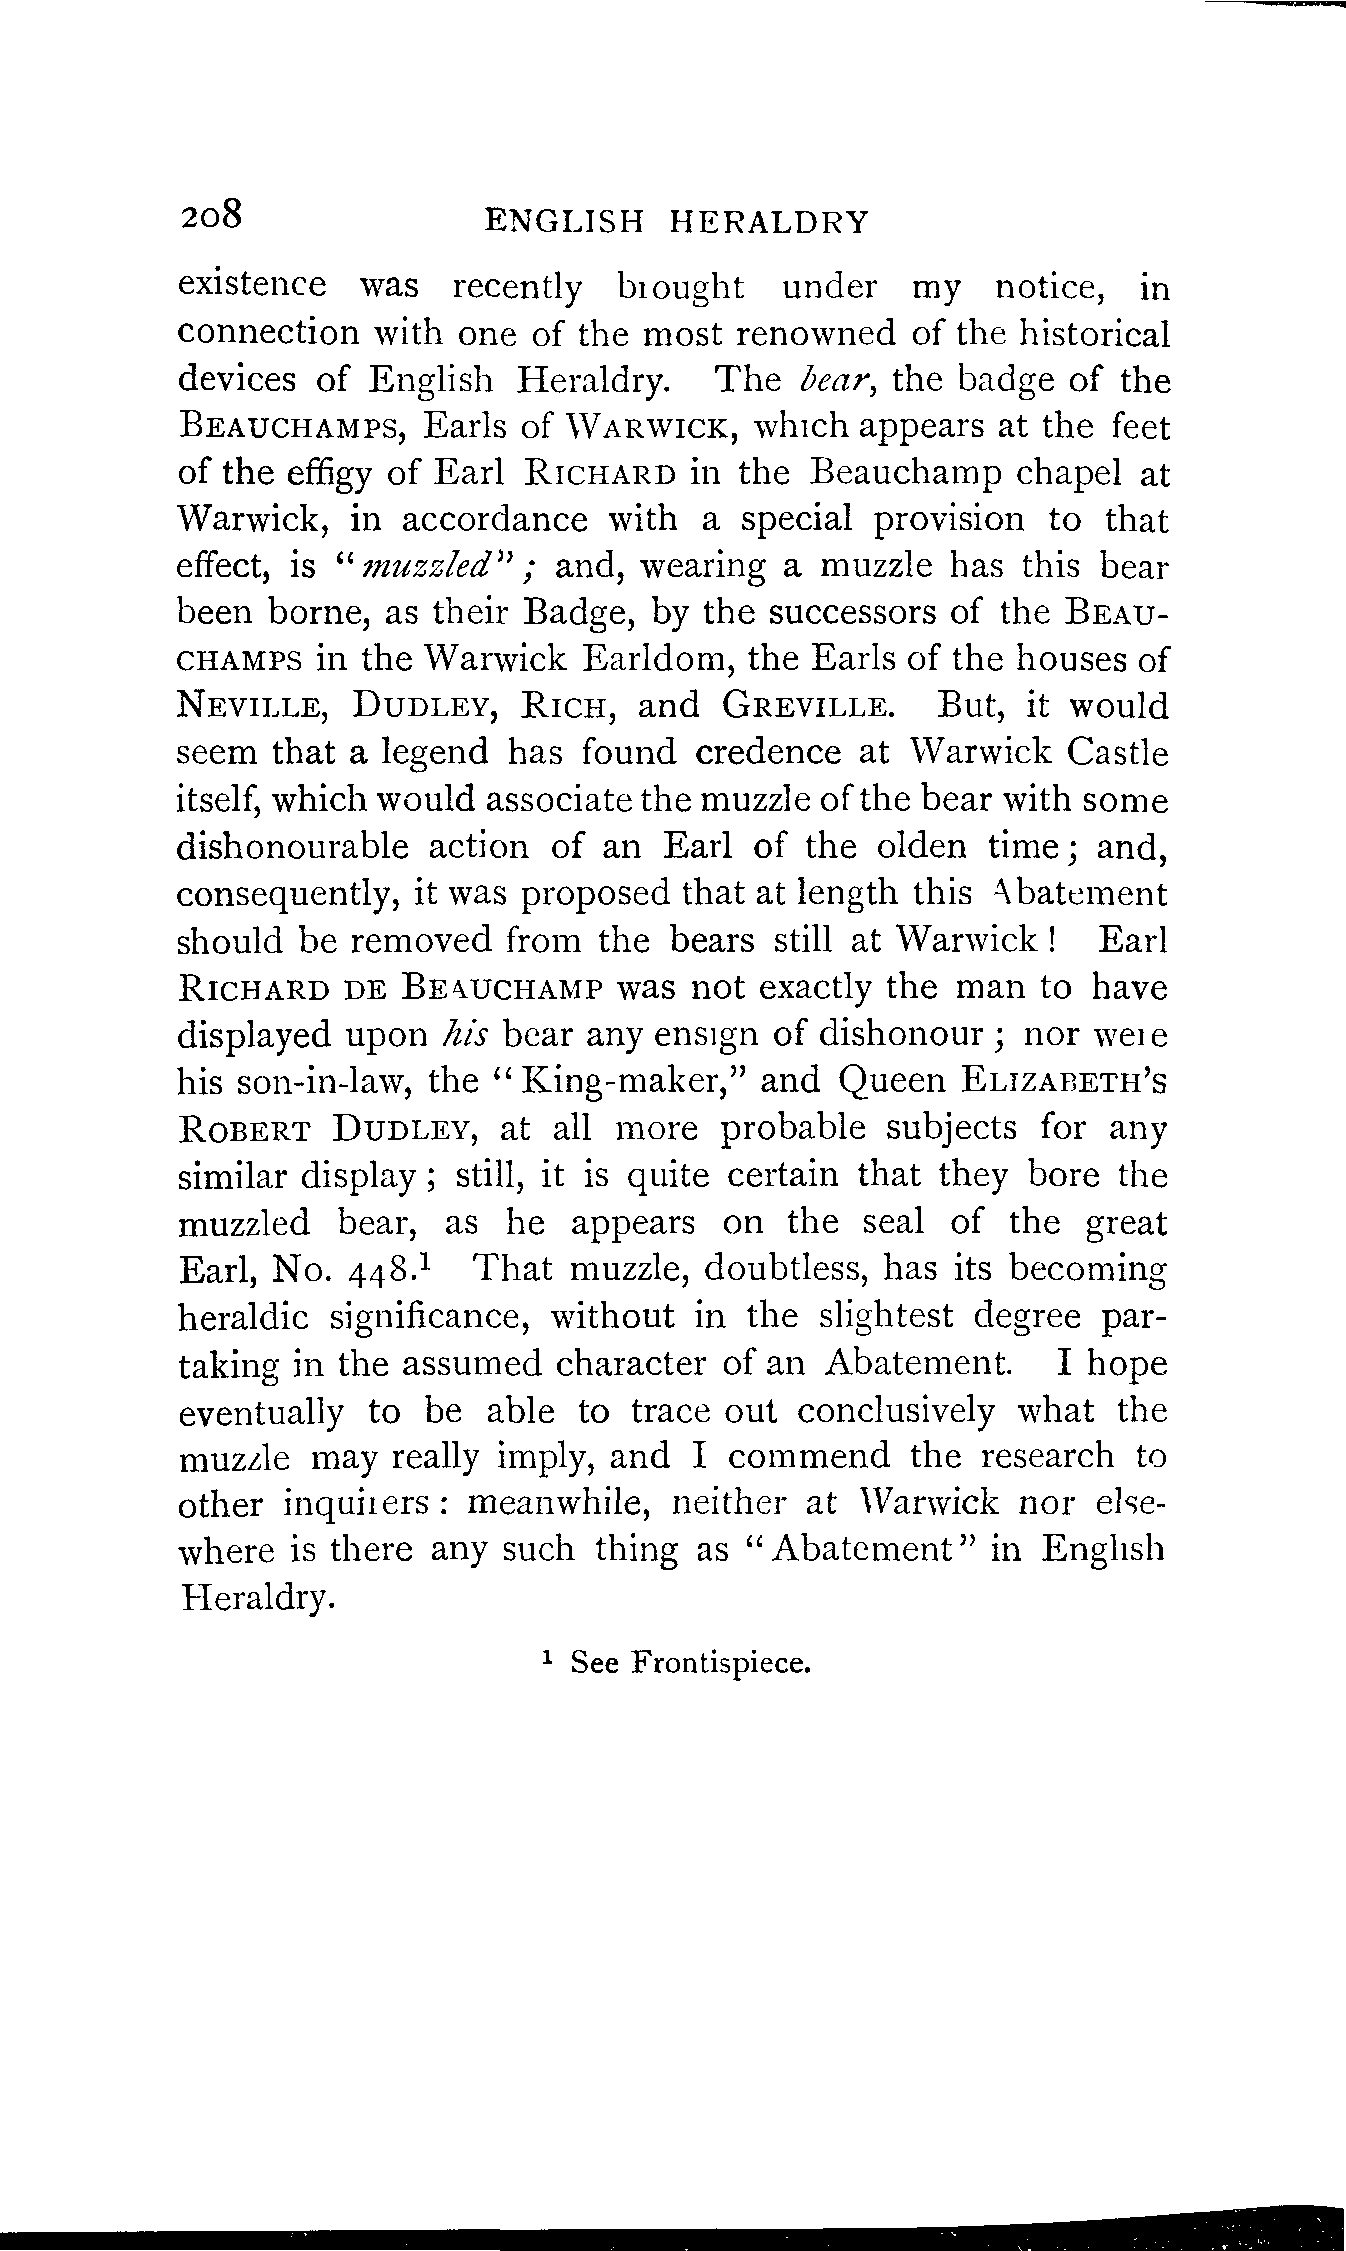 208 ENGLISH HERALDRY
existence was recently brought under my notice, in
connection with one of the most renowned of the historical
devices of English Heraldry. The bear, the badge of the
BEAUCHAMPS, Earls of WARWICK, which appears at the feet
of the effigy of Earl RICHARD in the Beauchamp chapel at
Warwick, in accordance with a special provision to that
effect, is "muzzled"; and, wearing a muzzle has this bear
been borne, as their Badge, by the successors of the BEAU-
CHAMPS in the Warwick Earldom, the Earls of the houses of
NEVILLE, DUDLEY, RICH, and GREVILLE. But, it would
seem that a legend has found credence at Warwick Castle
itself, which would associate the muzzle of the bear with some
dishonourable action of an Earl of the olden time; and,
consequently, it was proposed that at length this Abatement
should be removed from the bears still at Warwick! Earl
RICHARD DE BEAUCHAMP was not exactly the man to have
displayed upon his bear any ensign of dishonour; nor were
his son-in-law, the "King-maker," and Queen ELIZABETH'S
ROBERT DUDLEY, at all more probable subjects for any
similar display; still, it is quite certain that they bore the
muzzled bear, as he appears on the seal of the great
Earl, No. 448.¹ That muzzle, doubtless, has its becoming
heraldic significance, without in the slightest degree par-
taking in the assumed character of an Abatement. I hope
eventually to be able to trace out conclusively what the
muzzle may really imply, and I commend the research to
other inquirers: meanwhile, neither at Warwick nor else-
where is there any such thing as "Abatement" in English
Heraldry.
¹ See Frontispiece.